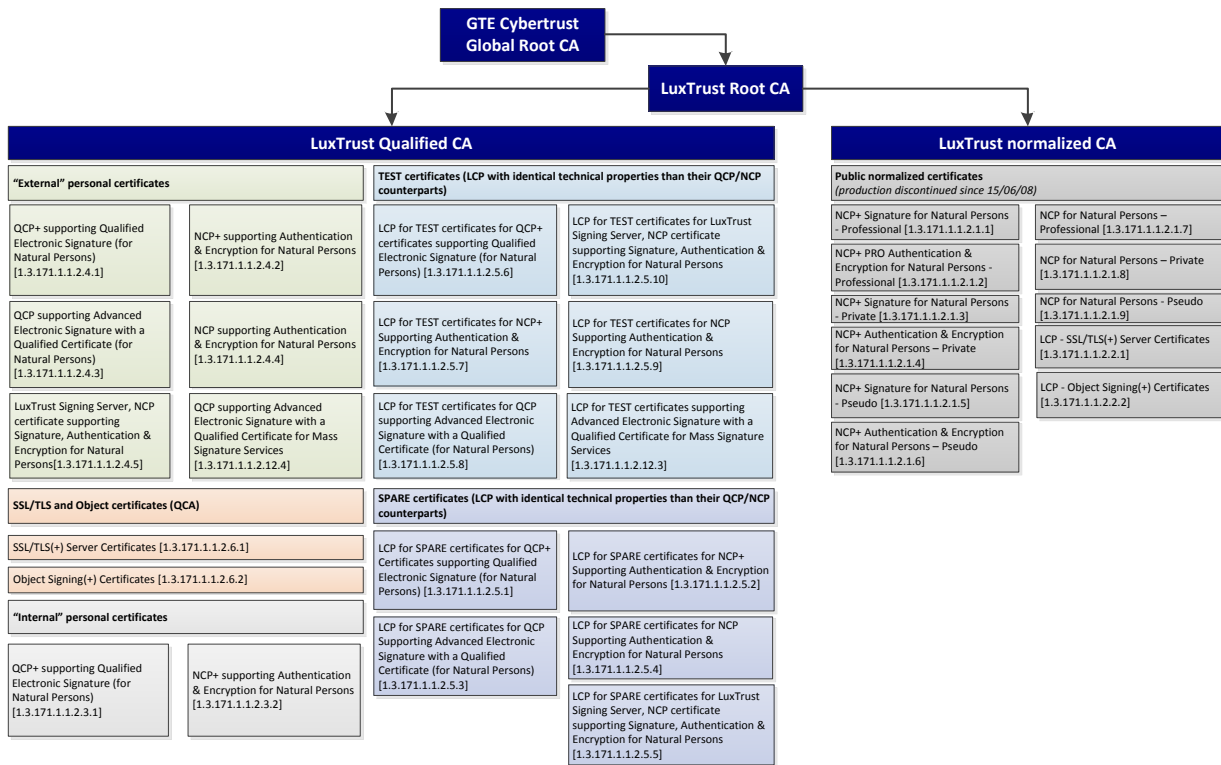 GTE Cybertrust
Global Root CA
LuxTrust Root CA
LuxTrust Qualified CA
“External” personal certificates
QCP+ supporting Qualified
Electronic Signature (for
Natural Persons)
[1.3.171.1.1.2.4.1]
NCP+ supporting Authentication
& Encryption for Natural Persons
[1.3.171.1.1.2.4.2]
QCP supporting Advanced
Electronic Signature with a
Qualified Certificate (for
Natural Persons)
[1.3.171.1.1.2.4.3]
NCP supporting Authentication
& Encryption for Natural Persons
[1.3.171.1.1.2.4.4]
LuxTrust Signing Server, NCP
certificate supporting
Signature, Authentication &
Encryption for Natural
Persons[1.3.171.1.1.2.4.5]
QCP supporting Advanced
Electronic Signature with a
Qualified Certificate for Mass
Signature Services
[1.3.171.1.1.2.12.4]
SSL/TLS and Object certificates (QCA)
SSL/TLS(+) Server Certificates [1.3.171.1.1.2.6.1]
Object Signing(+) Certificates [1.3.171.1.1.2.6.2]
“Internal” personal certificates
QCP+ supporting Qualified
Electronic Signature (for
Natural Persons)
[1.3.171.1.1.2.3.1]
NCP+ supporting Authentication
& Encryption for Natural Persons
[1.3.171.1.1.2.3.2]
TEST certificates (LCP with identical technical properties than their QCP/NCP
counterparts)
LCP for TEST certificates for QCP+
certificates supporting Qualified
Electronic Signature (for Natural
Persons) [1.3.171.1.1.2.5.6]
LCP for TEST certificates for LuxTrust
Signing Server, NCP certificate
supporting Signature, Authentication
& Encryption for Natural Persons
[1.3.171.1.1.2.5.10]
LCP for TEST certificates for NCP+
Supporting Authentication &
Encryption for Natural Persons
[1.3.171.1.1.2.5.7]
LCP for TEST certificates for NCP
Supporting Authentication &
Encryption for Natural Persons
[1.3.171.1.1.2.5.9]
LCP for TEST certificates for QCP
supporting Advanced Electronic
Signature with a Qualified
Certificate (for Natural Persons)
[1.3.171.1.1.2.5.8]
LCP for TEST certificates supporting
Advanced Electronic Signature with a
Qualified Certificate for Mass Signature
Services
[1.3.171.1.1.2.12.3]
SPARE certificates (LCP with identical technical properties than their QCP/NCP
counterparts)
LCP for SPARE certificates for QCP+
Certificates supporting Qualified
Electronic Signature (for Natural
Persons) [1.3.171.1.1.2.5.1]
LCP for SPARE certificates for NCP+
Supporting Authentication & Encryption
for Natural Persons [1.3.171.1.1.2.5.2]
LCP for SPARE certificates for QCP
Supporting Advanced Electronic
Signature with a Qualified
Certificate (for Natural Persons)
[1.3.171.1.1.2.5.3]
LCP for SPARE certificates for NCP
Supporting Authentication &
Encryption for Natural Persons
[1.3.171.1.1.2.5.4]
LCP for SPARE certificates for LuxTrust
Signing Server, NCP certificate
supporting Signature, Authentication &
Encryption for Natural Persons
[1.3.171.1.1.2.5.5]
LuxTrust normalized CA
Public normalized certificates
(production discontinued since 15/06/08)
NCP+ Signature for Natural Persons
- Professional [1.3.171.1.1.2.1.1]
NCP+ PRO Authentication &
Encryption for Natural Persons -
Professional [1.3.171.1.1.2.1.2]
NCP+ Signature for Natural Persons
- Private [1.3.171.1.1.2.1.3]
NCP+ Authentication & Encryption
for Natural Persons – Private
[1.3.171.1.1.2.1.4]
NCP+ Signature for Natural Persons
- Pseudo [1.3.171.1.1.2.1.5]
NCP+ Authentication & Encryption
for Natural Persons – Pseudo
[1.3.171.1.1.2.1.6]
NCP for Natural Persons –
Professional [1.3.171.1.1.2.1.7]
NCP for Natural Persons – Private
[1.3.171.1.1.2.1.8]
NCP for Natural Persons - Pseudo
[1.3.171.1.1.2.1.9]
LCP - SSL/TLS(+) Server Certificates
[1.3.171.1.1.2.2.1]
LCP - Object Signing(+) Certificates
[1.3.171.1.1.2.2.2]